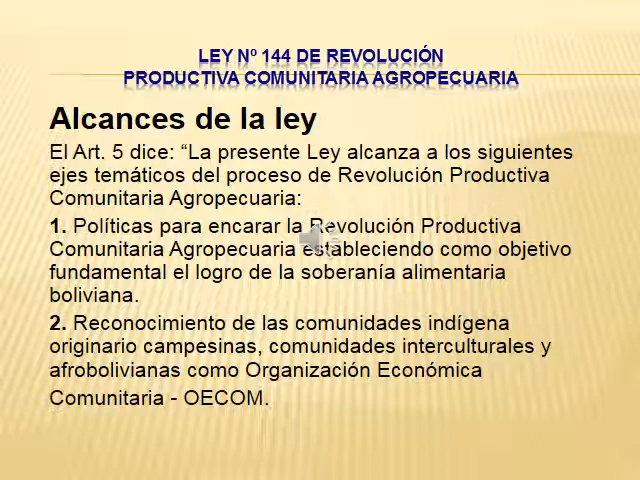 LEY Nº 144 DE REVOLUCIÓN
PRODUCTIVA COMUNITARIA AGROPECUARIA
Alcances de la ley
El Art. 5 dice: “La presente Ley alcanza a los siguientes
ejes temáticos del proceso de Revolución Productiva
Comunitaria Agropecuaria:
1. Políticas para encarar la Revolución Productiva
Comunitaria Agropecuaria estableciendo como objetivo
fundamental el logro de la soberanía alimentaria
boliviana.
2. Reconocimiento de las comunidades indígena
originario campesinas, comunidades interculturales y
afrobolivianas como Organización Económica
Comunitaria - OECOM.